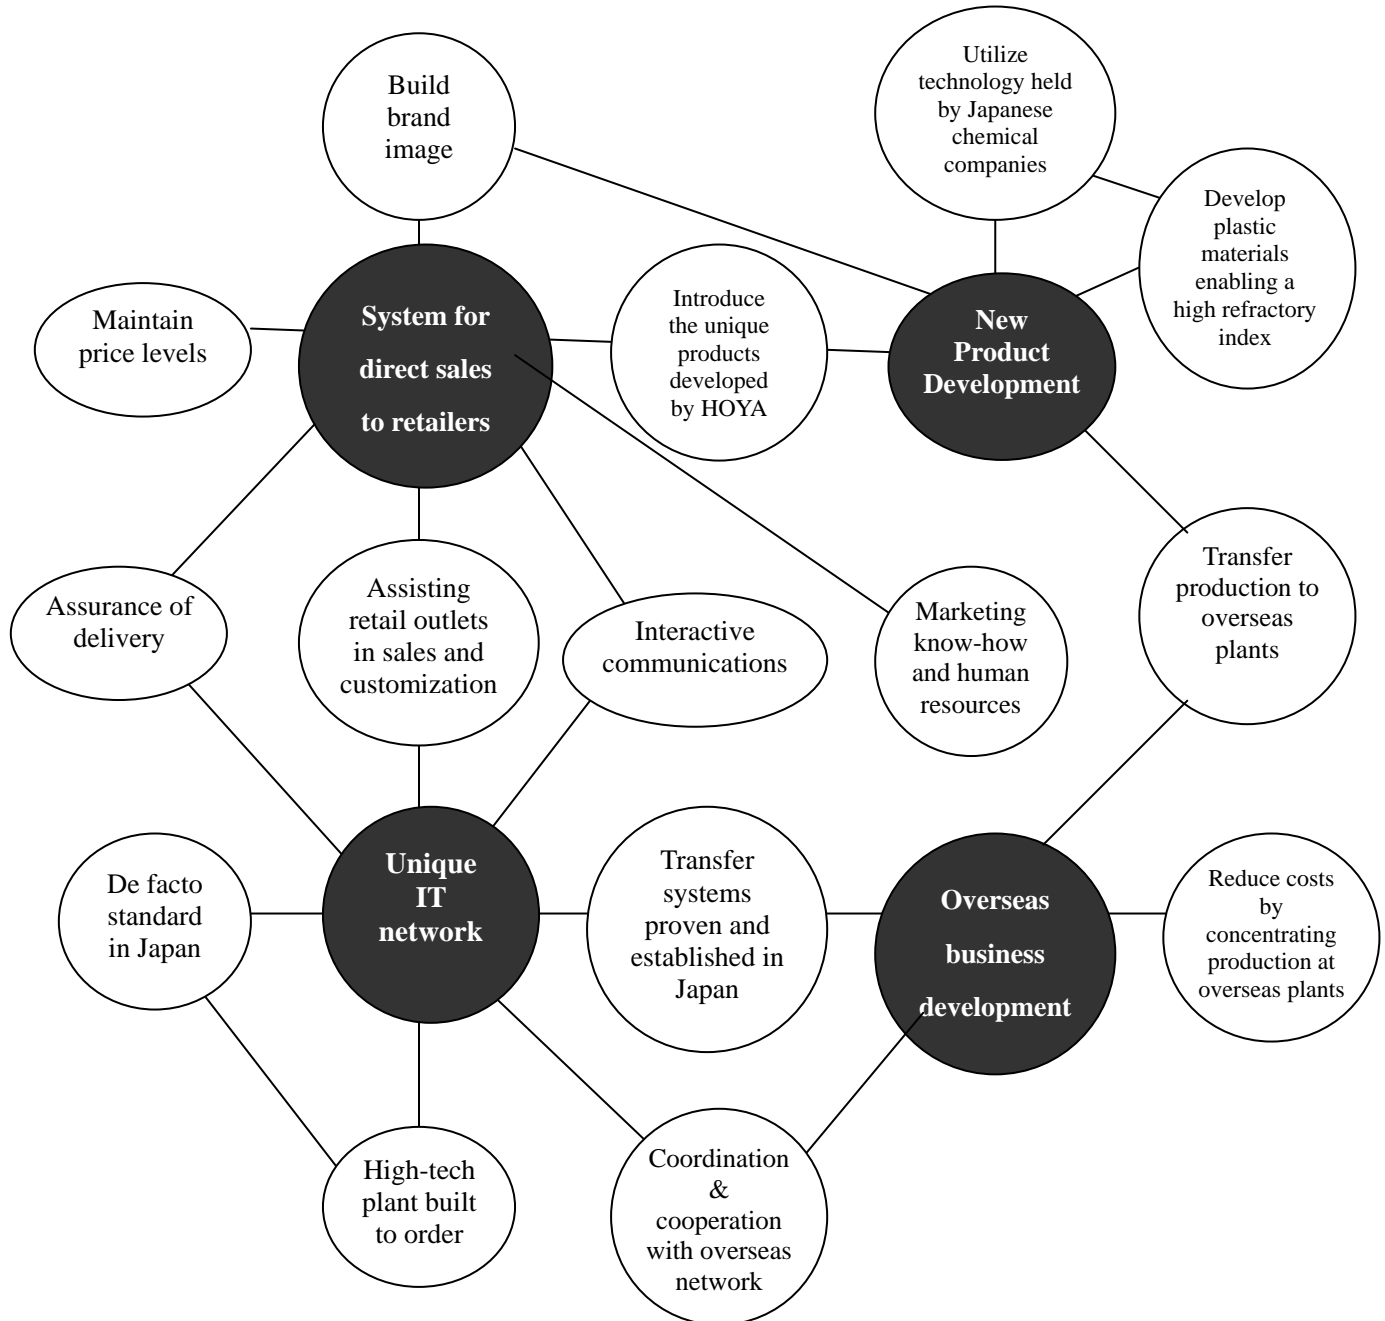 Build
brand
image
Utilize
technology held
by Japanese
chemical
companies
Develop
plastic
materials
enabling a
high refractory
index
Maintain
price levels
System for
direct sales
to retailers
Introduce
the unique
products
developed
by HOYA
New
Product
Development
Assurance of
delivery
Assisting
retail outlets
in sales and
customization
Interactive
communications
Marketing
know-how
and human
resources
Transfer
production to
overseas
plants
De facto
standard
in Japan
Unique
IT
network
Transfer
systems
proven and
established in
Japan
Overseas
business
development
Reduce costs
by
concentrating
production at
overseas plants
High-tech
plant built
to order
Coordination
&
cooperation
with overseas
network